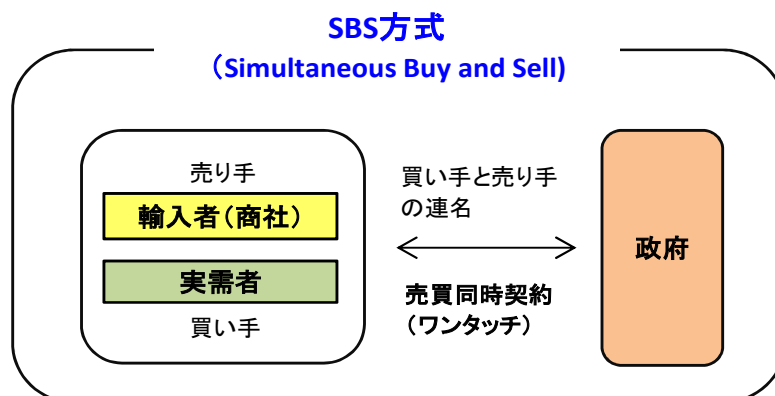 SBS方式
（Simultaneous Buy and Sell)
売り手
輸入者（商社）
実需者
買い手
買い手と売り手
の連名
売買同時契約
（ワンタッチ）
政府